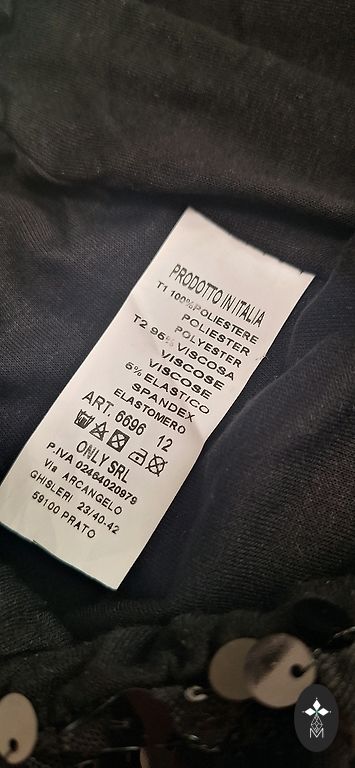 PRODOTTO IN ITALIA
T1 100%POLIESTERE
POLIESTER
POLYESTER
T2 95% VISCOSA
VISCOSE
VISCOSE
5% ELASTICO
SPANDEX
ELASTOMERO
ART. 6696 12
ONLY SRL
P.IVA 02464020979
Via ARCANGELO
GHISLERI 23/40-42
59100 PRATO
M